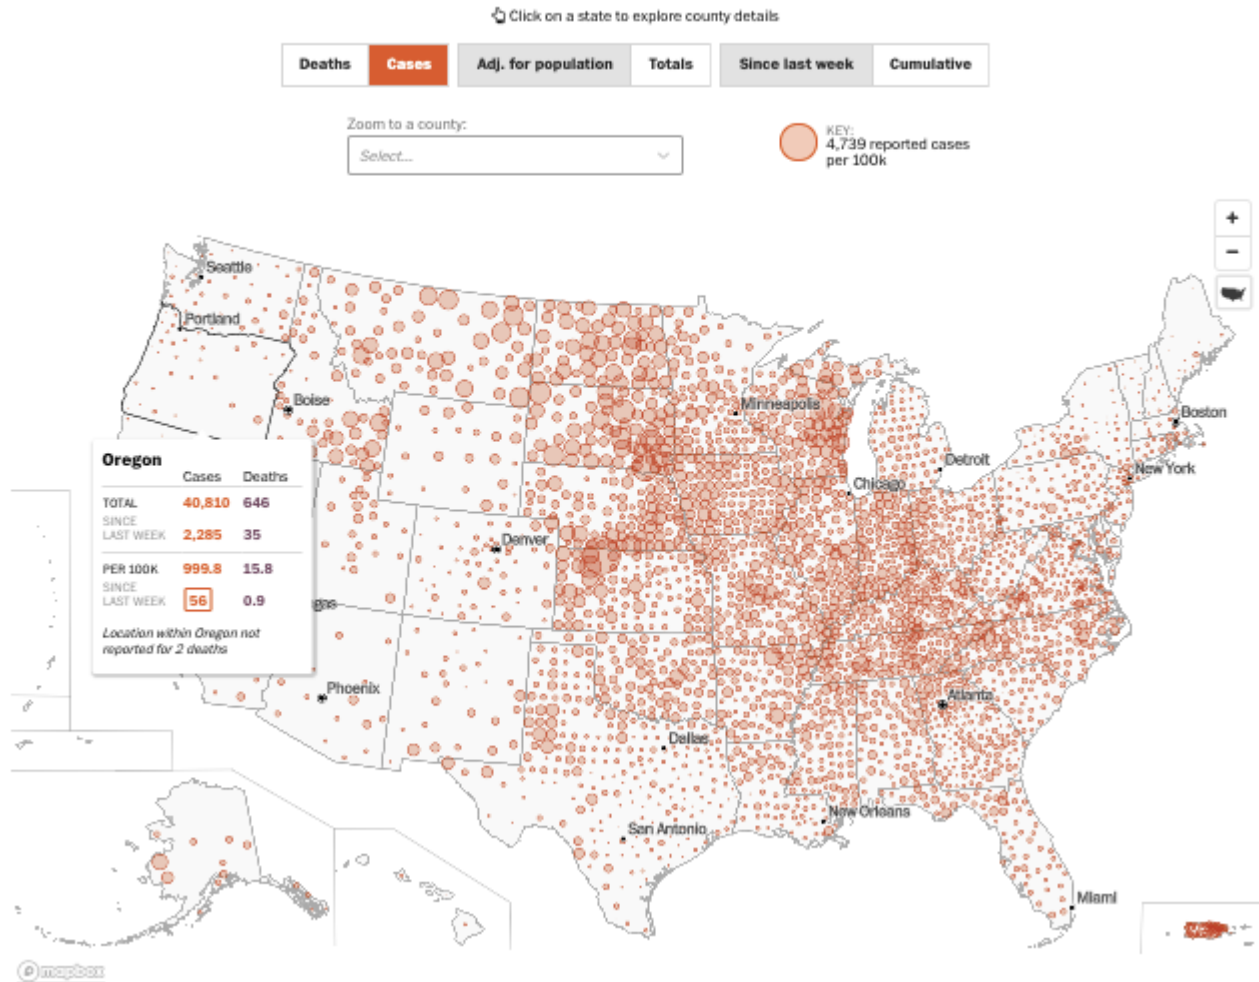 Click on a state to explore county details
Deaths Cases Adj. for population Totals Since last week Cumulative
Zoom to a county:
Select...
KEY:
4,739 reported cases
per 100k
+
−
Seattle
Portland
Boise
Minneapolis
Boston
Detroit
New York
Chicago
Denver
Oregon
Cases Deaths
TOTAL 40,810 646
SINCE
LAST WEEK 2,285 35
PER 100K 999.8 15.8
SINCE
LAST WEEK 56 0.9
Location within Oregon not
reported for 2 deaths
gas
Phoenix
Atlanta
Dallas
New Orleans
San Antonio
Miami
mapbox